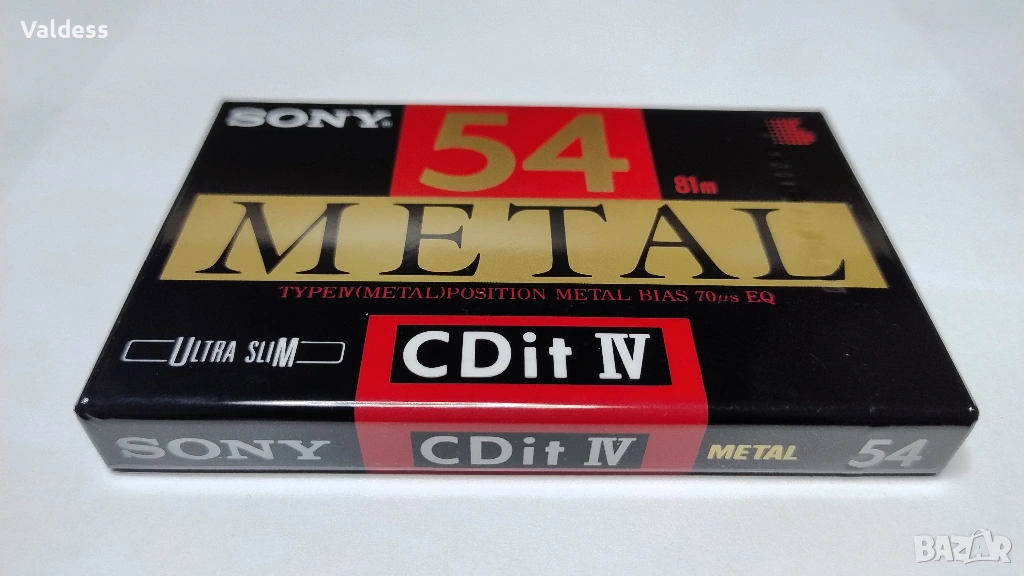 Valdess
SONY®
54
81m
METAL
TYPE IV (METAL) POSITION METAL BIAS 70µs EQ
ULTRA SLIM
CDit IV
SONY CDit IV METAL 54
BAZAR